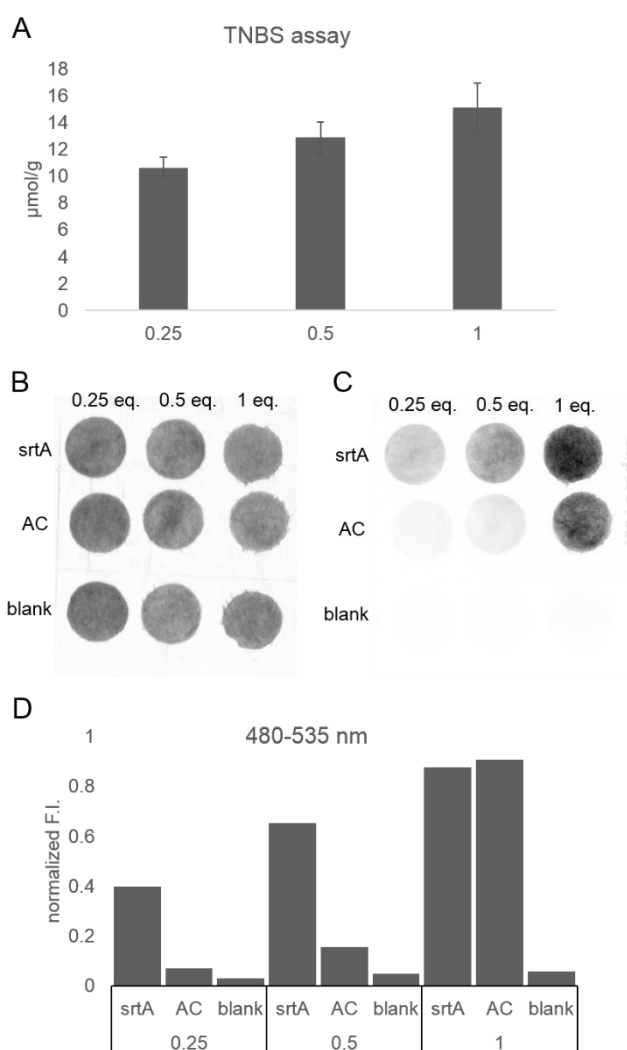 A
TNBS assay
18
16
14
12
10
8
6
4
2
0
µmol/g
0.25 0.5 1
B
0.25 eq. 0.5 eq. 1 eq.
srtA
AC
blank
C
0.25 eq. 0.5 eq. 1 eq.
srtA
AC
blank
D
480-535 nm
1
0.8
0.6
0.4
0.2
0
normalized F.I.
srtA AC blank srtA AC blank srtA AC blank
0.25 0.5 1